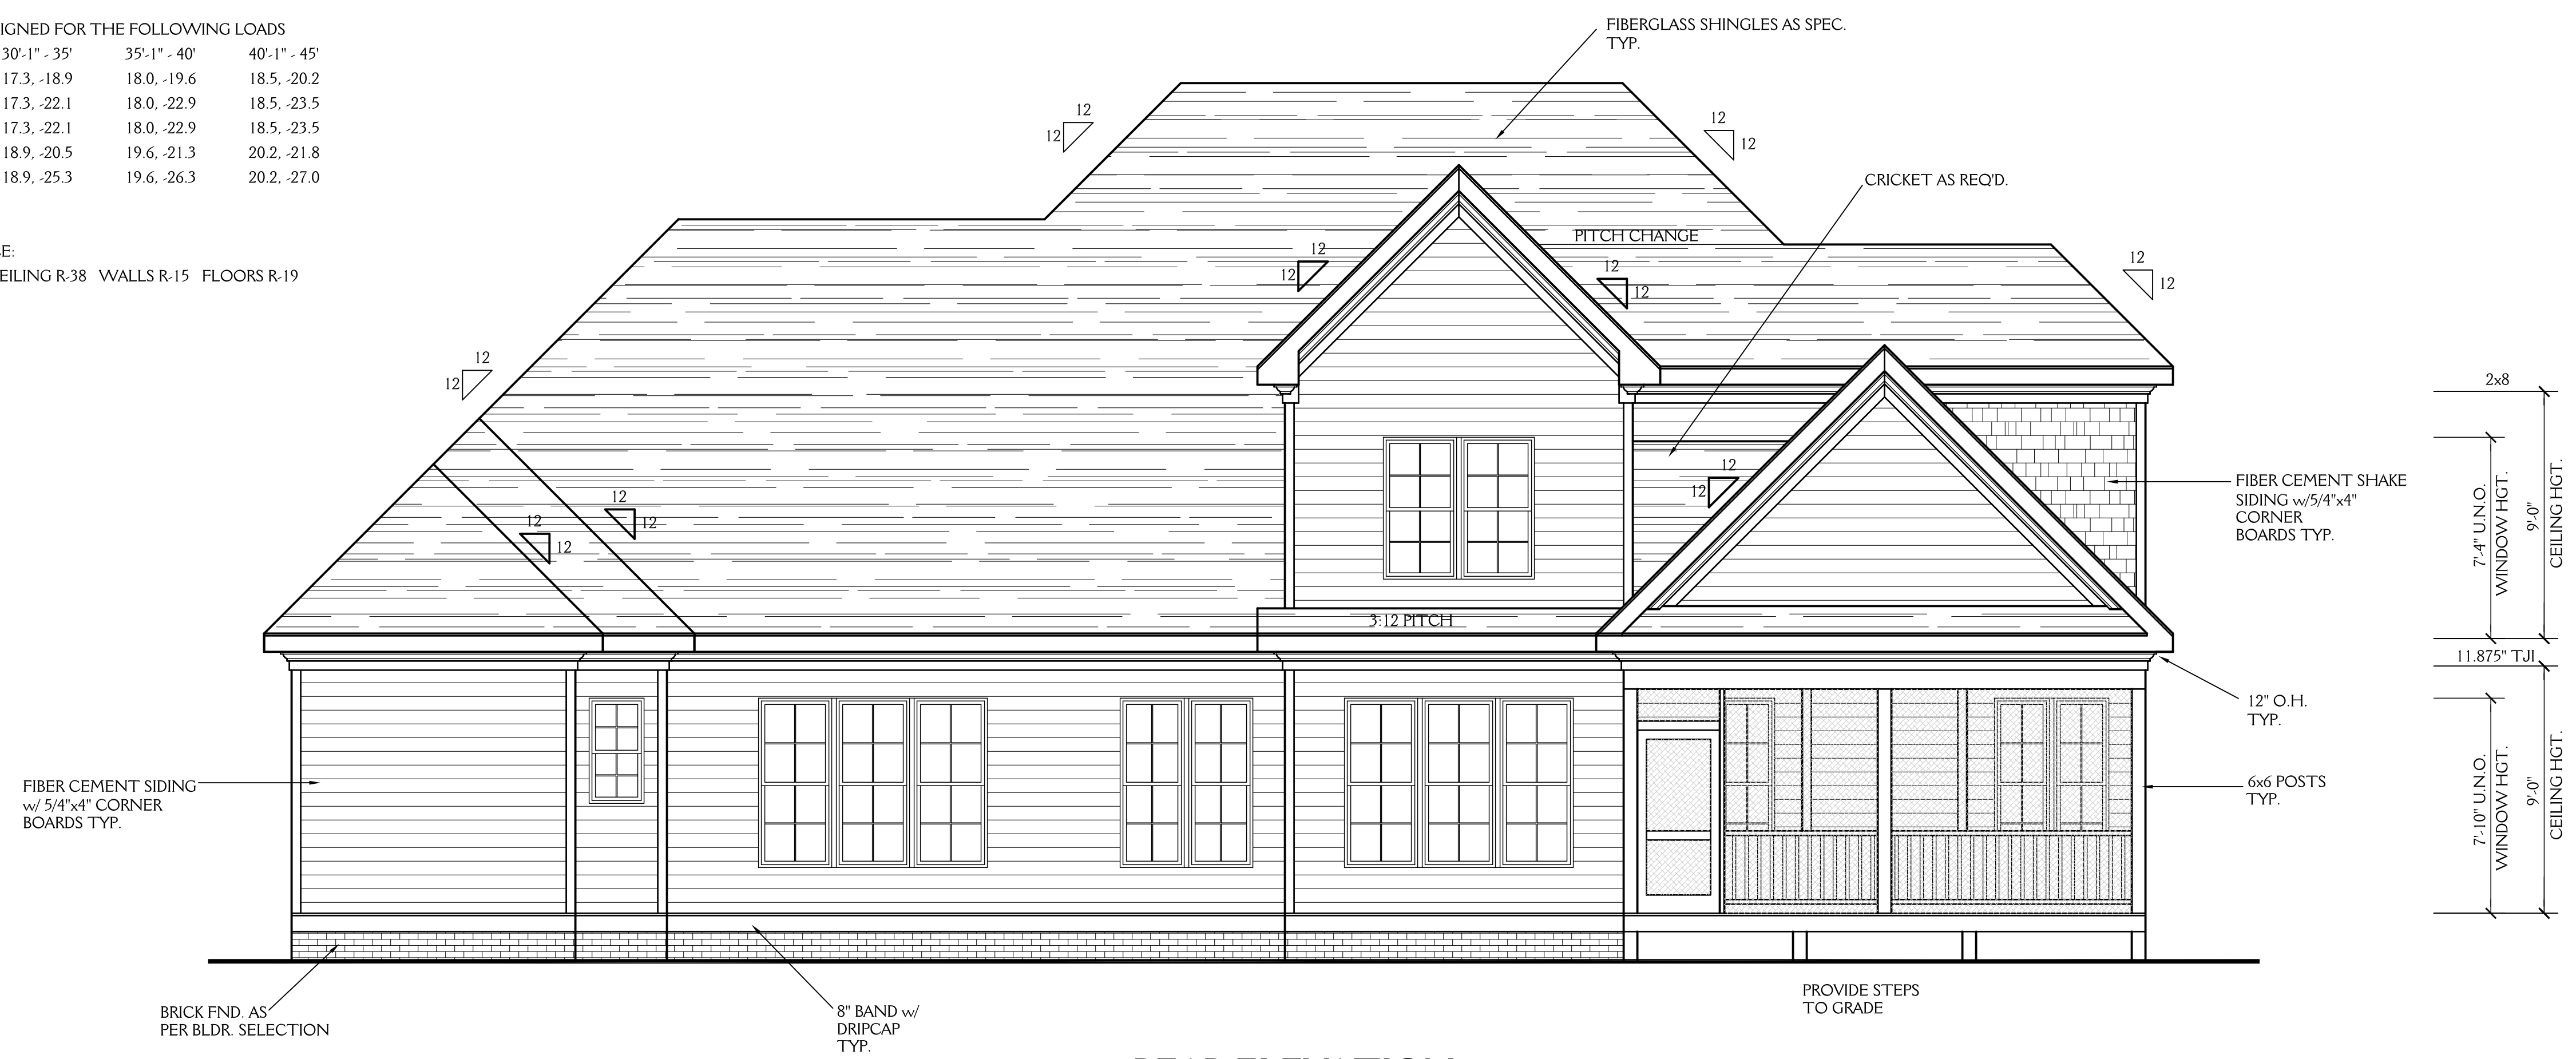 IGNED FOR THE FOLLOWING LOADS
30'-1" - 35' 35'-1" - 40' 40'-1" - 45'
17.3, -18.9 18.0, -19.6 18.5, -20.2
17.3, -22.1 18.0, -22.9 18.5, -23.5
17.3, -22.1 18.0, -22.9 18.5, -23.5
18.9, -20.5 19.6, -21.3 20.2, -21.8
18.9, -25.3 19.6, -26.3 20.2, -27.0
E:
EILING R-38 WALLS R-15 FLOORS R-19
FIBERGLASS SHINGLES AS SPEC.
TYP.
12
12
12
12
CRICKET AS REQ'D.
PITCH CHANGE
12
12
12
12
12
12
12
12
12
12
12
12
12
12
3:12 PITCH
FIBER CEMENT SHAKE
SIDING w/5/4"x4"
CORNER
BOARDS TYP.
2x8
7'-4" U.N.O.
WINDOW HGT.
9'-0"
CEILING HGT.
11.875" TJI
12" O.H.
TYP.
6x6 POSTS
TYP.
7'-10" U.N.O.
WINDOW HGT.
9'-0"
CEILING HGT.
FIBER CEMENT SIDING
w/ 5/4"x4" CORNER
BOARDS TYP.
BRICK FND. AS
PER BLDR. SELECTION
8" BAND w/
DRIPCAP
TYP.
PROVIDE STEPS
TO GRADE
REAR ELEVATION